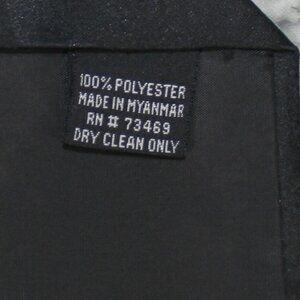 100% POLYESTER
MADE IN MYANMAR
RN # 73469
DRY CLEAN ONLY